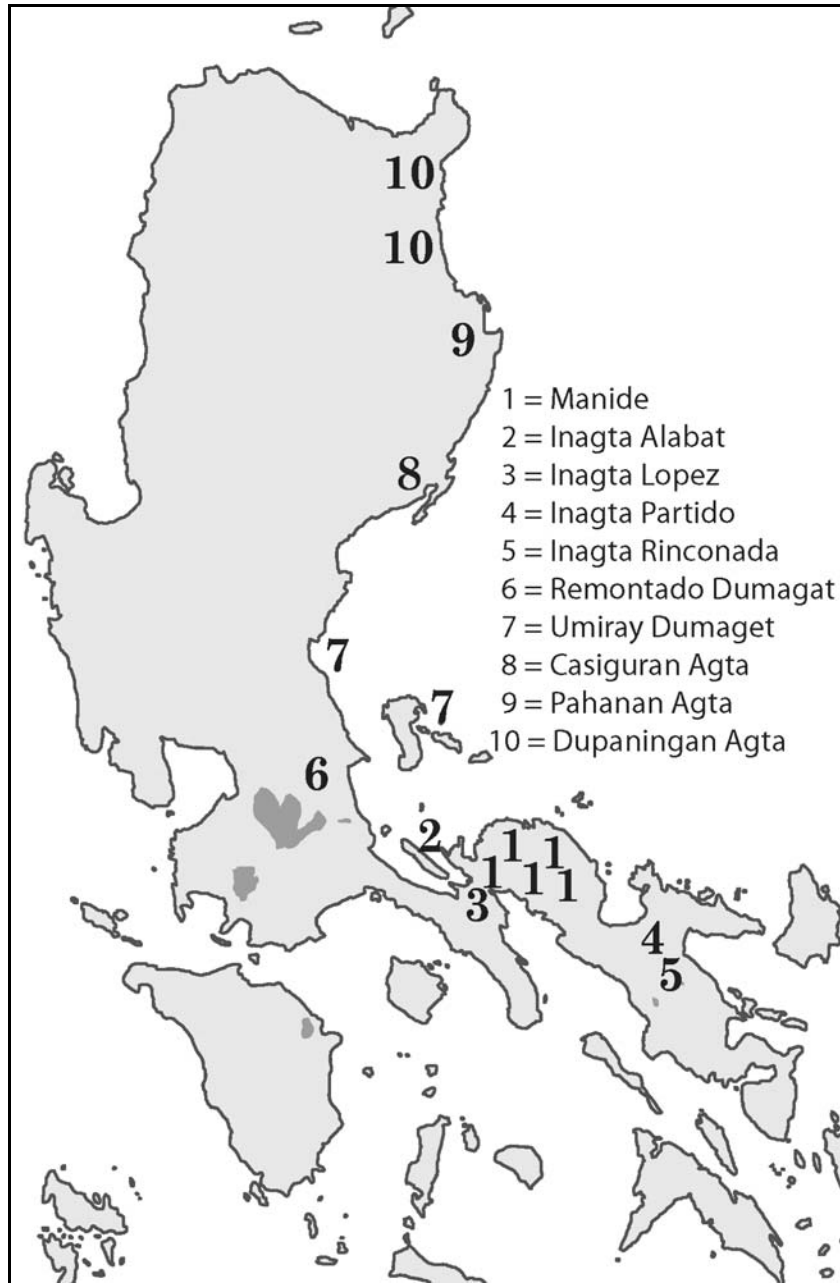 10
10
9
1 = Manide
2 = Inagta Alabat
3 = Inagta Lopez
4 = Inagta Partido
5 = Inagta Rinconada
6 = Remontado Dumagat
7 = Umiray Dumaget
8 = Casiguran Agta
9 = Pahanan Agta
10 = Dupaningan Agta
8
7
7
6
2
1
1
1
1
1
3
4
5